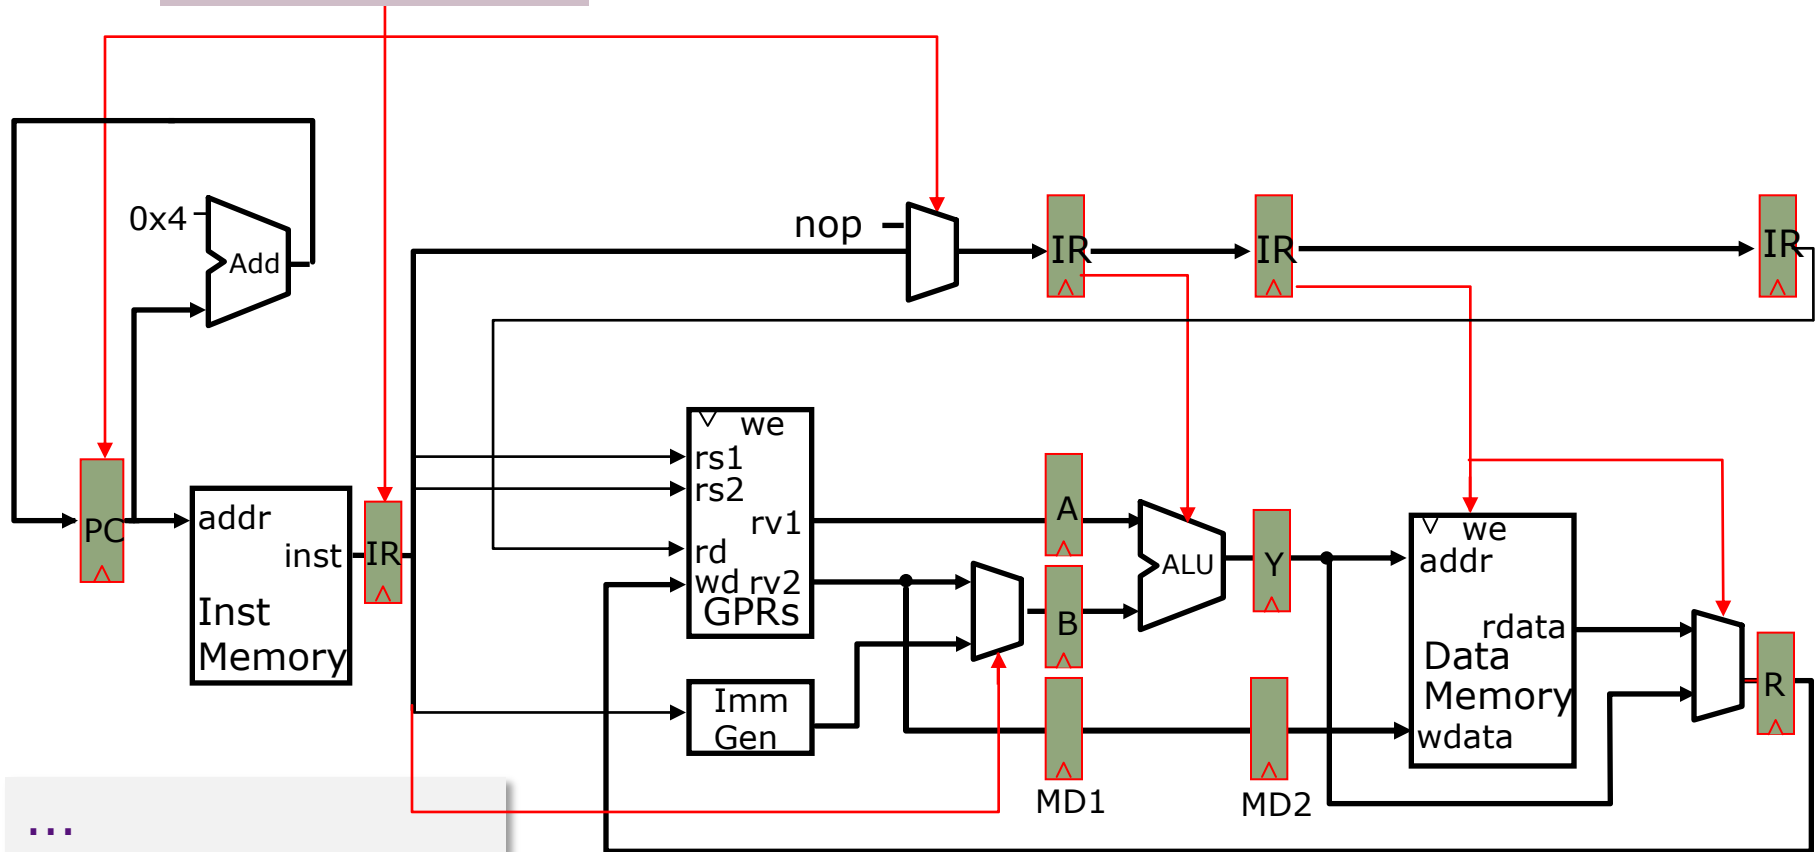 0x4
Add
nop
IR
IR
IR
we
rs1
rs2
rv1
rd
wd rv2
GPRs
PC
addr
inst
Inst
Memory
IR
A
B
ALU
Y
we
addr
rdata
Data
Memory
wdata
R
Imm
Gen
MD1
MD2
...